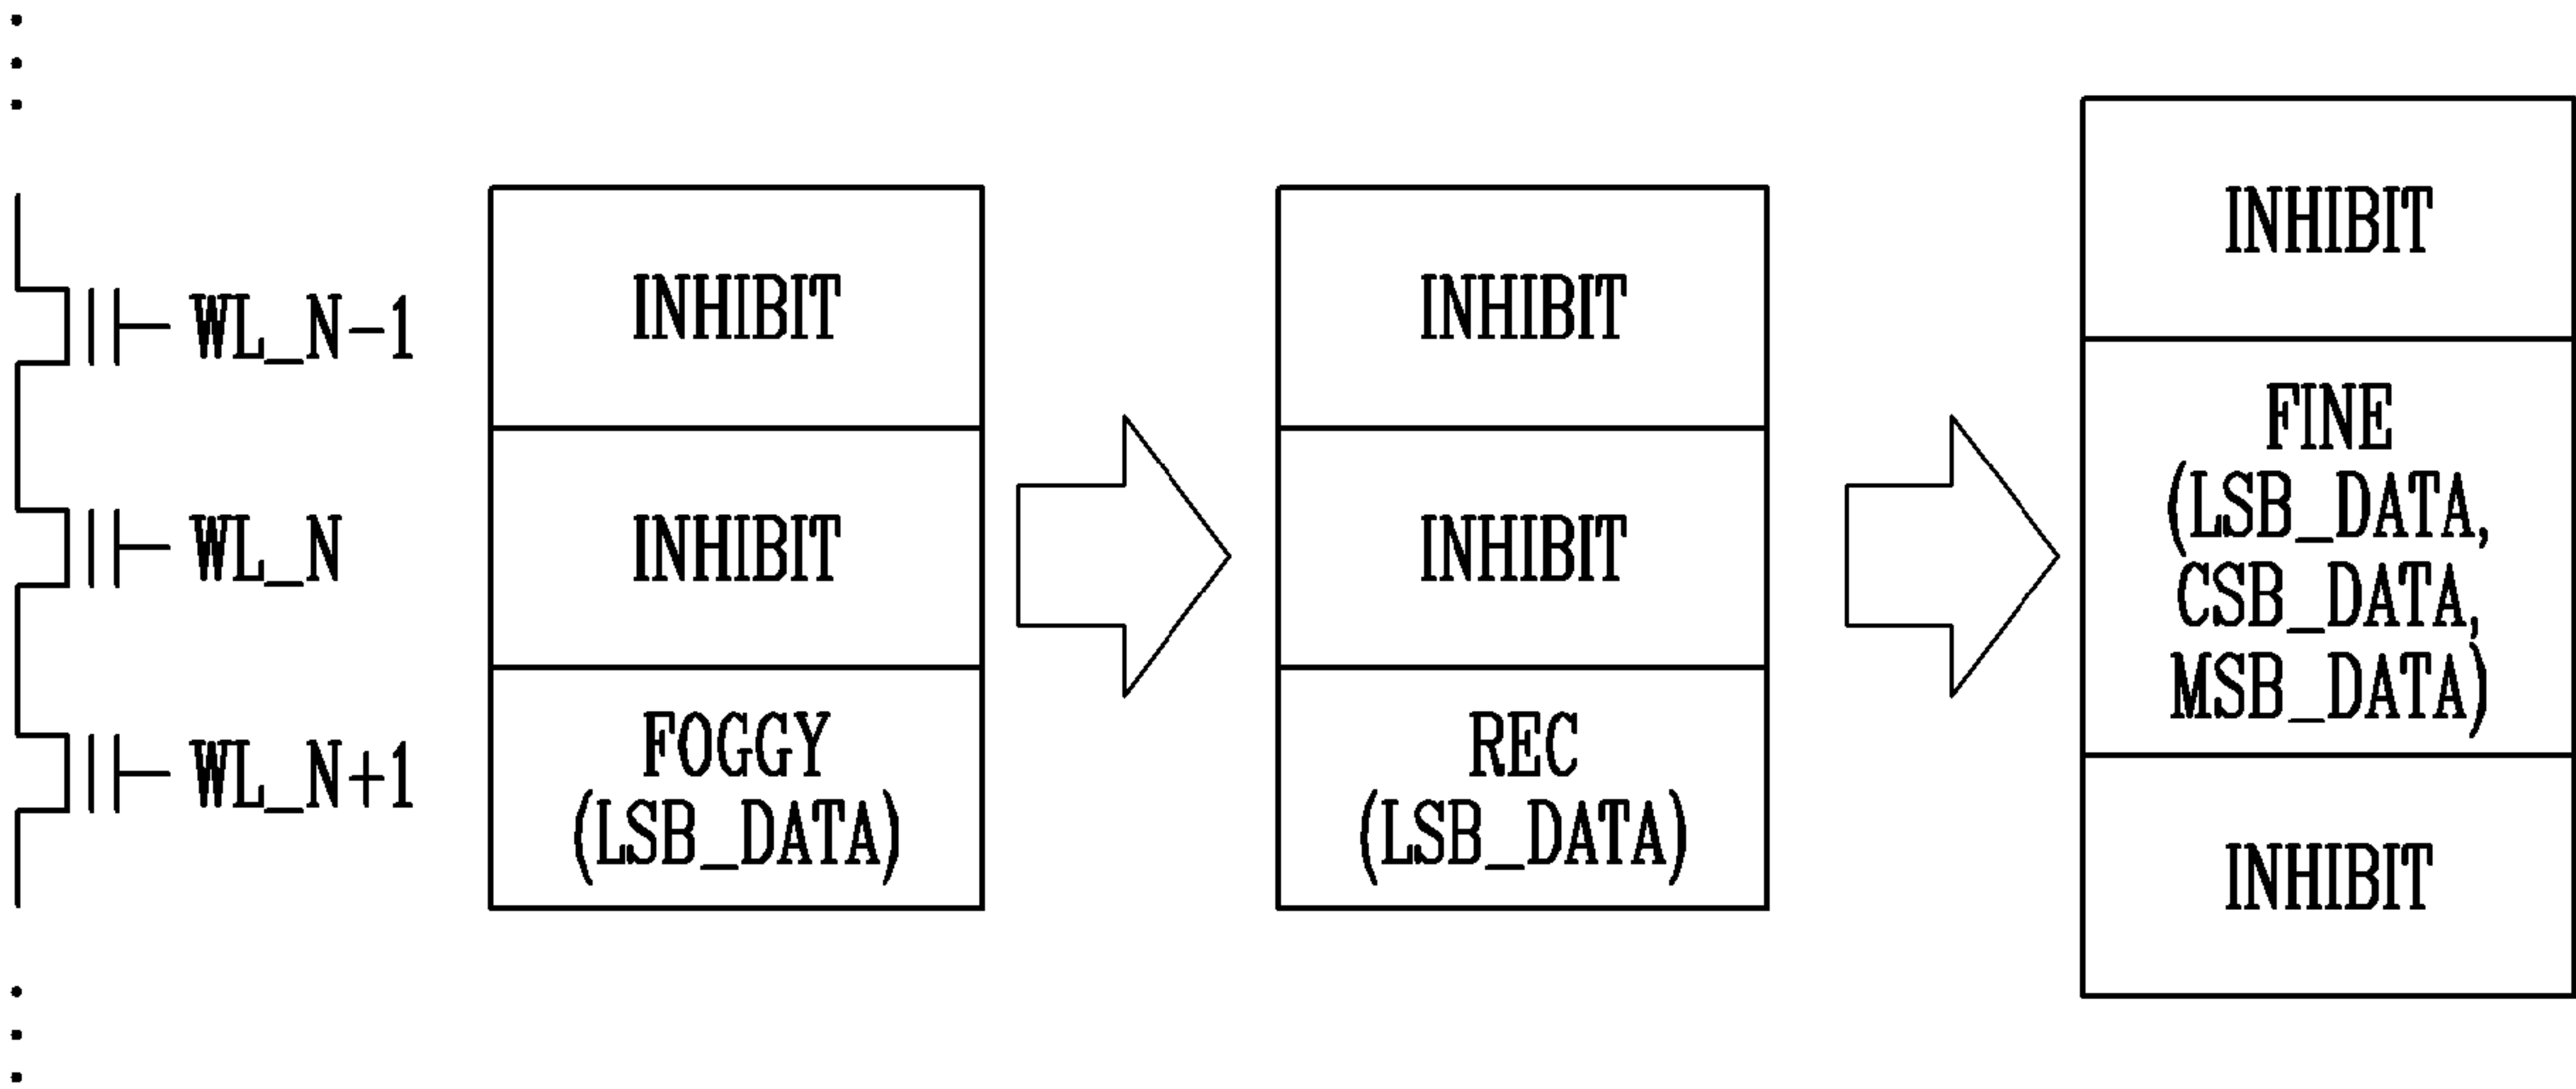 WL_N-1
WL_N
WL_N+1
INHIBIT
INHIBIT
FOGGY
(LSB_DATA)
INHIBIT
INHIBIT
REC
(LSB_DATA)
INHIBIT
FINE
(LSB_DATA,
CSB_DATA,
MSB_DATA)
INHIBIT